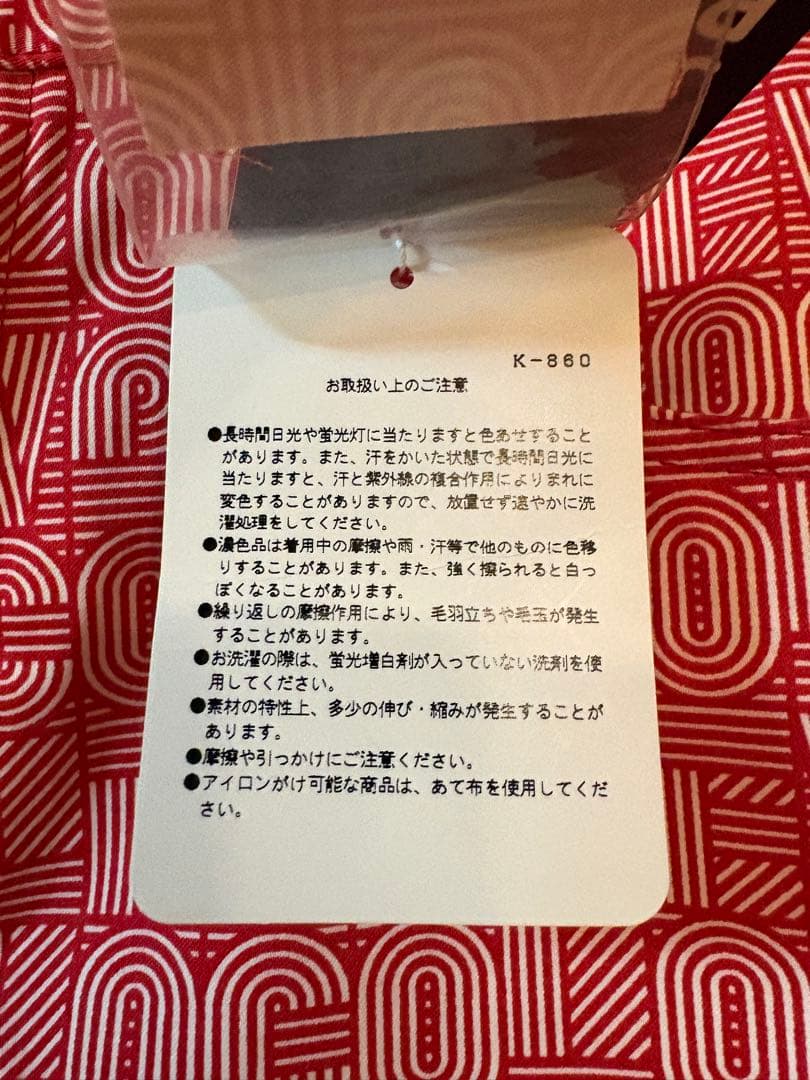 K-860
お取扱い上のご注意
●長時間日光や蛍光灯に当たりますと色あせすること
があります。また、汗をかいた状態で長時間日光に
当たりますと、汗と紫外線の複合作用によりまれに
変色することがありますので、放置せず速やかに洗
濯処理をしてください。
●濃色品は着用中の摩擦や雨・汗等で他のものに色移
りすることがあります。また、強く擦られると白っ
ぽくなることがあります。
●繰り返しの摩擦作用により、毛羽立ちや毛玉が発生
することがあります。
●お洗濯の際は、蛍光増白剤が入っていない洗剤を使
用してください。
●素材の特性上、多少の伸び・縮みが発生することが
あります。
●摩擦や引っかけにご注意ください。
●アイロンがけ可能な商品は、あて布を使用してくだ
さい。